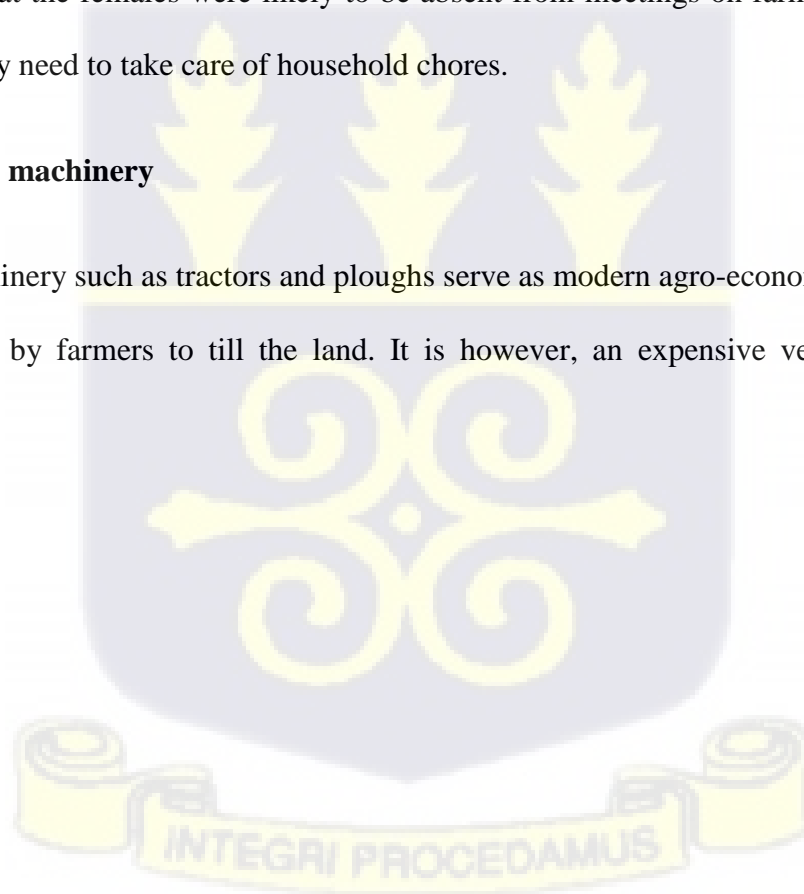 at the females were likely to be absent from meetings on farm
y need to take care of household chores.
machinery
inery such as tractors and ploughs serve as modern agro-econo
by farmers to till the land. It is however, an expensive ve
INTEGRI PROCEDAMUS